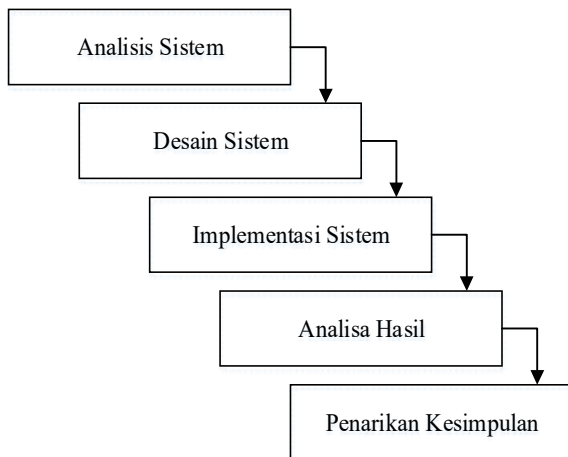 Analisis Sistem
Desain Sistem
Implementasi Sistem
Analisa Hasil
Penarikan Kesimpulan